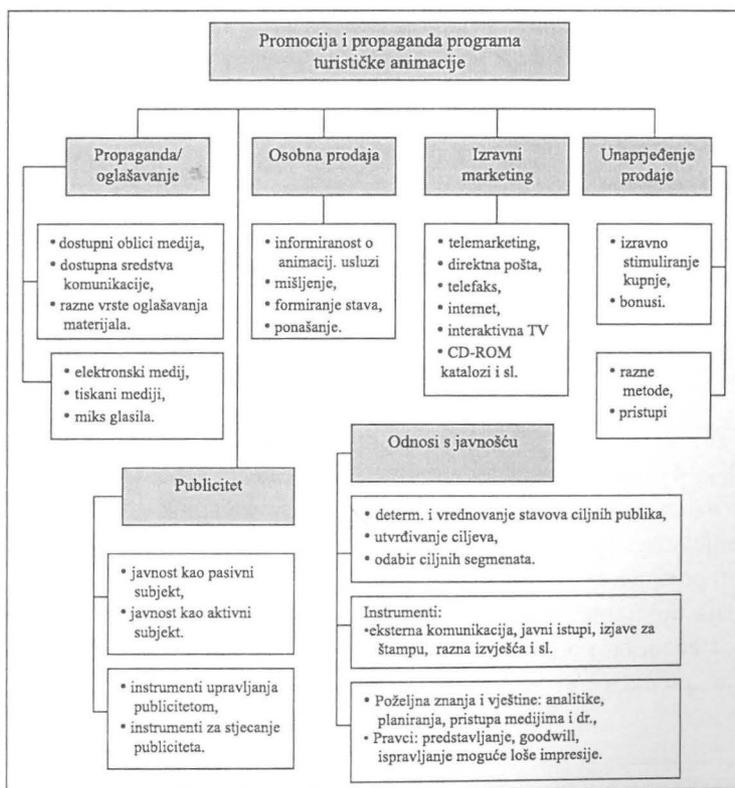 Promocija i propaganda programa
turističke animacije
Propaganda/
oglašavanje
• dostupni oblici medija,
• dostupna sredstva
komunikacije,
• razne vrste oglašavanja
materijala.
• elektronski medij,
• tiskani mediji,
• miks glasila.
Osobna prodaja
• informiranost o
animacij. usluzi
• mišljenje,
• formiranje stava,
• ponašanje.
Izravni
marketing
• telemarketing,
• direktna pošta,
• telefaks,
• internet,
• interaktivna TV
• CD-ROM
katalozi i sl.
Unaprjeđenje
prodaje
• izravno
stimuliranje
kupnje,
• bonusi.
• razne
metode,
• pristupi
Publicitet
• javnost kao pasivni
subjekt,
• javnost kao aktivni
subjekt.
• instrumenti upravljanja
publicitetom,
• instrumenti za stjecanje
publiciteta.
Odnosi s javnošću
• determ. i vrednovanje stavova ciljnih publika,
• utvrđivanje ciljeva,
• odabir ciljnih segmenata.
Instrumenti:
•eksterna komunikacija, javni istupi, izjave za
štampu, razna izvješća i sl.
• Poželjna znanja i vještine: analitike,
planiranja, pristupa medijima i dr.,
• Pravci: predstavljanje, goodwill,
ispravljanje moguće loše impresije.